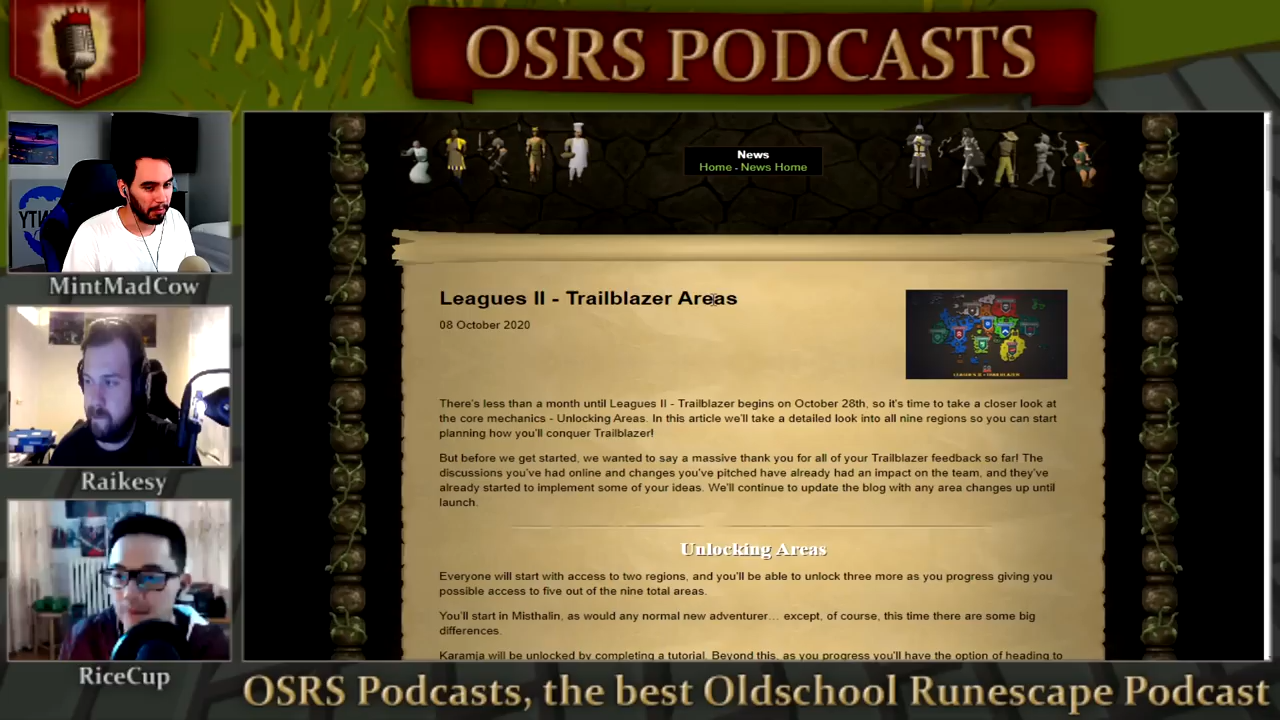 OSRS PODCASTS
News
Home - News Home
MintMadCow
Raikesy
RiceCup
Leagues II - Trailblazer Areas
08 October 2020
LEAGUES II - TRAILBLAZER
There's less than a month until Leagues II - Trailblazer begins on October 28th, so it's time to take a closer look at
the core mechanics - Unlocking Areas. In this article we'll take a detailed look into all nine regions so you can start
planning how you'll conquer Trailblazer!
But before we get started, we wanted to say a massive thank you for all of your Trailblazer feedback so far! The
discussions you've had online and changes you've pitched have already had an impact on the team, and they've
already started to implement some of your ideas. We'll continue to update the blog with any area changes up until
launch.
Unlocking Areas
Everyone will start with access to two regions, and you'll be able to unlock three more as you progress giving you
possible access to five out of the nine total areas.
You'll start in Misthalin, as would any normal new adventurer... except, of course, this time there are some big
differences.
Karamja will be unlocked by completing a tutorial. Beyond this, as you progress you'll have the option of heading to
OSRS Podcasts, the best Oldschool Runescape Podcast